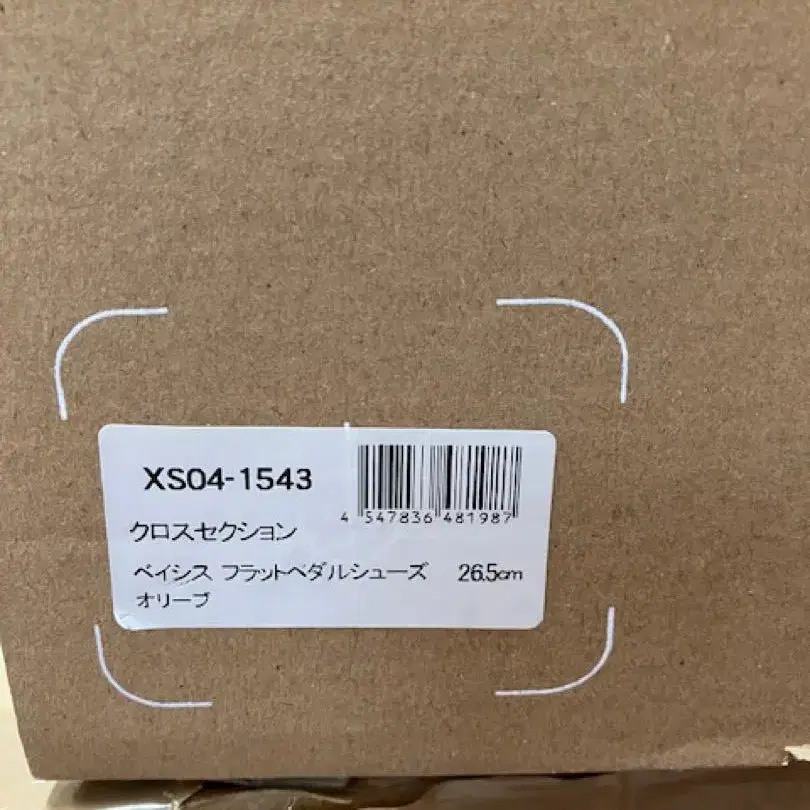 XS04-1543
4 547836 481987
クロスセクション
ベイシス フラットペダルシューズ 26.5cm
オリーブ